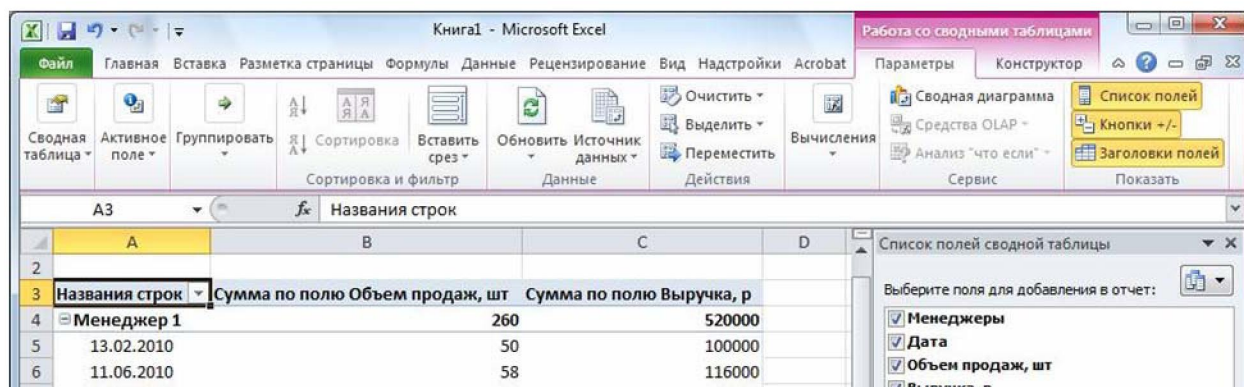 Книга1 - Microsoft Excel
Работа со сводными таблицами
Файл Главная Вставка Разметка страницы Формулы Данные Рецензирование Вид Надстройки Acrobat Параметры Конструктор
Сводная таблица
Активное поле
Группировать
Сортировка
Вставить срез
Сортировка и фильтр
Обновить
Источник данных
Данные
Очистить
Выделить
Переместить
Действия
Вычисления
Сводная диаграмма
Средства OLAP
Анализ "что если"
Сервис
Список полей
Кнопки +/-
Заголовки полей
Показать
A3 fx Названия строк
A B C D
Список полей сводной таблицы
2
3 Названия строк Сумма по полю Объем продаж, шт Сумма по полю Выручка, р
4 Менеджер 1 260 520000
5 13.02.2010 50 100000
6 11.06.2010 58 116000
Выберите поля для добавления в отчет:
Менеджеры
Дата
Объем продаж, шт